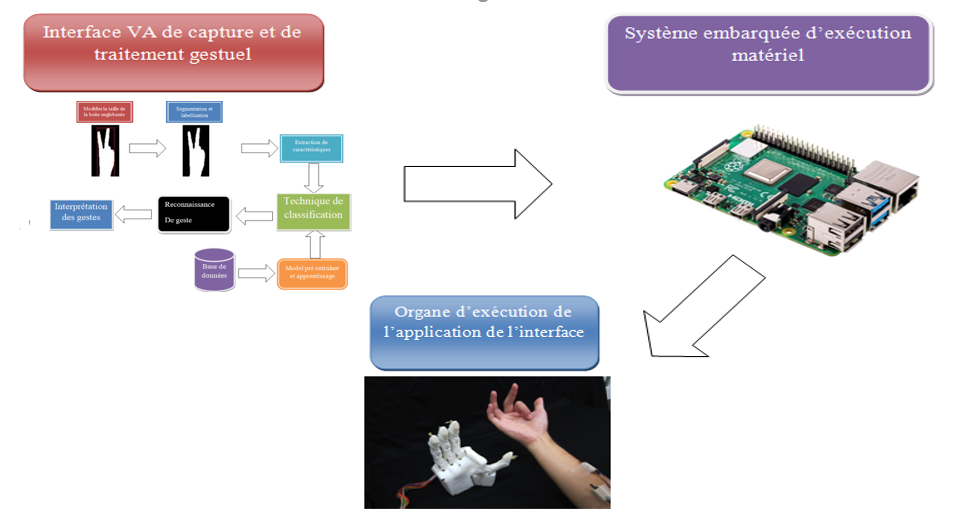 Interface VA de capture et de
traitement gestuel
Système embarquée d’exécution
matériel
Modifier la taille de
la boite englobante
Segmentation et
labellisation
Extraction de
caractéristiques
Technique de
classification
Reconnaissance
De geste
Interprétation
des gestes
Base de
données
Model pré entrainé
et apprentissage
Organe d’exécution de
l’application de l’interface